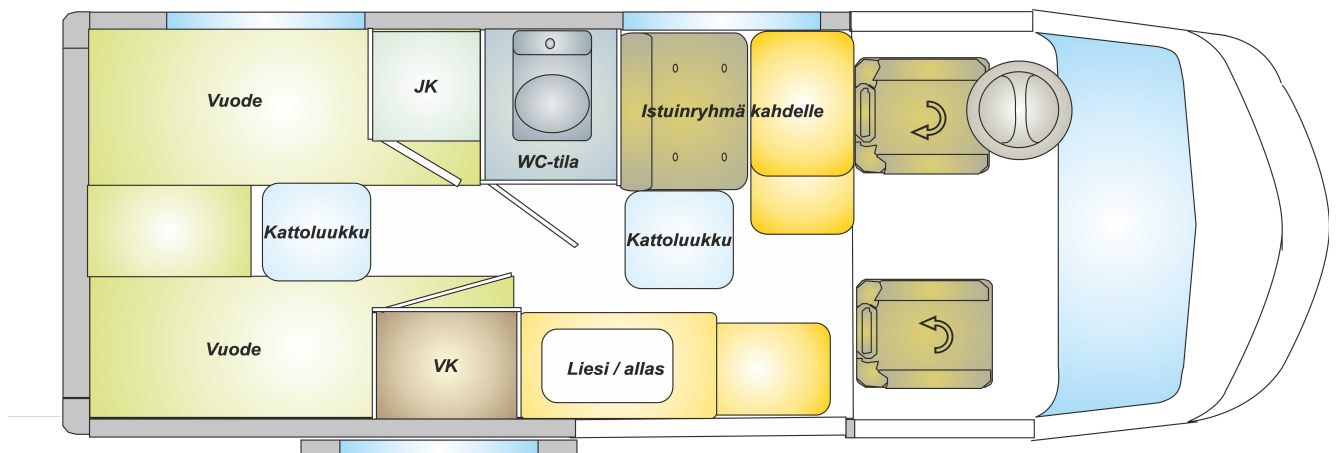 Vuode
JK
WC-tila
Istuinryhmä kahdelle
Kattoluukku
Kattoluukku
Vuode
VK
Liesi / allas